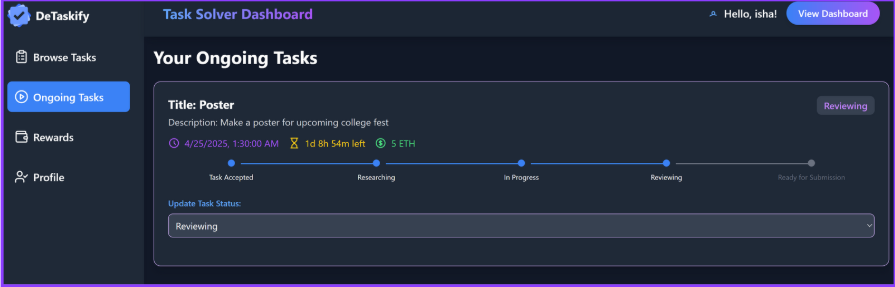 DeTaskify
Task Solver Dashboard
Hello, isha!
View Dashboard
Browse Tasks
Ongoing Tasks
Rewards
Profile
Your Ongoing Tasks
Title: Poster
Reviewing
Description: Make a poster for upcoming college fest
4/25/2025, 1:30:00 AM 1d 8h 54m left 5 ETH
Task Accepted Researching In Progress Reviewing Ready for Submission
Update Task Status:
Reviewing